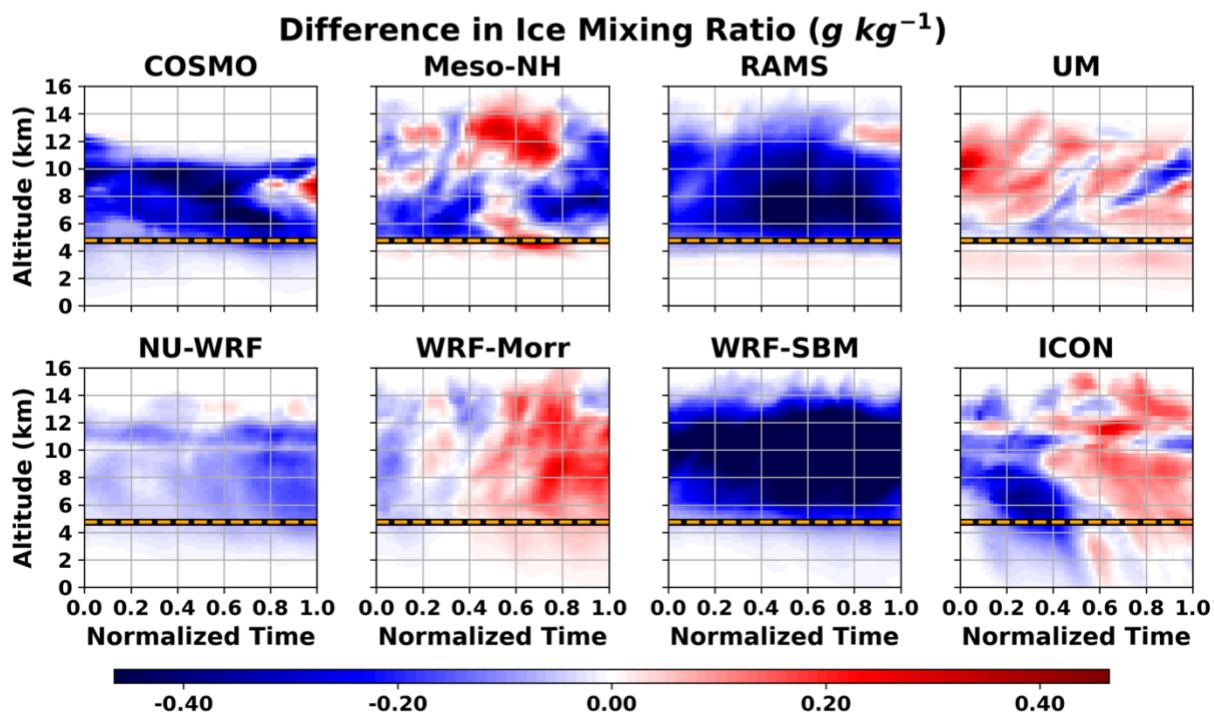 Difference in Ice Mixing Ratio (g kg⁻¹)
COSMO Meso-NH RAMS UM
Altitude (km)
16
14
12
10
8
6
4
2
0
NU-WRF WRF-Morr WRF-SBM ICON
Altitude (km)
16
14
12
10
8
6
4
2
0
0.0 0.2 0.4 0.6 0.8 1.0 0.0 0.2 0.4 0.6 0.8 1.0 0.0 0.2 0.4 0.6 0.8 1.0 0.0 0.2 0.4 0.6 0.8 1.0
Normalized Time Normalized Time Normalized Time Normalized Time
-0.40 -0.20 0.00 0.20 0.40